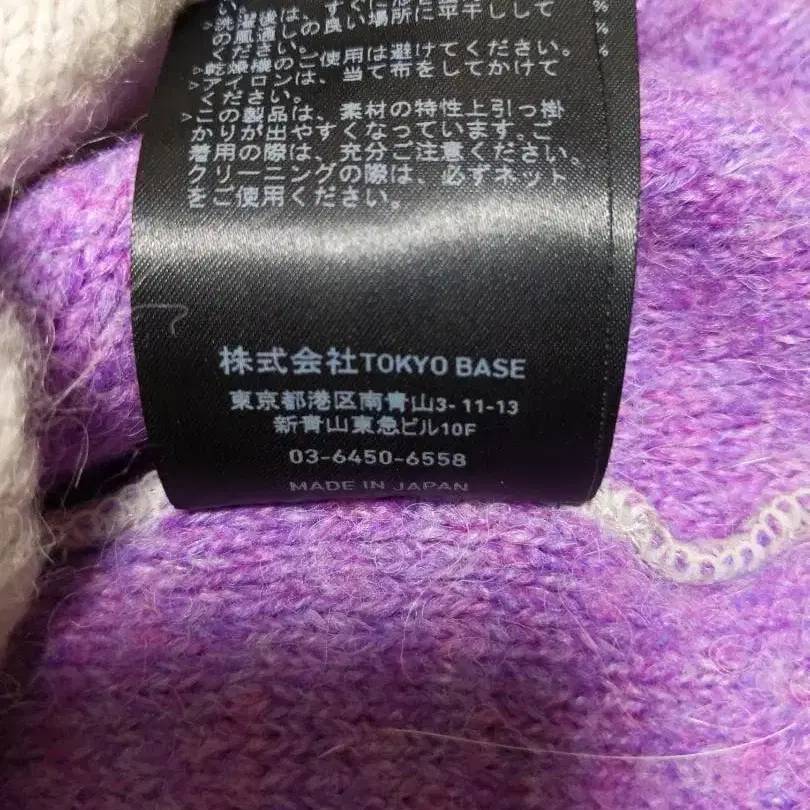 い。
▷洗濯後は、すぐに形を
の風通しの良い場所に平干しして
ください。
▷乾燥機のご使用は避けてください。
▷アイロンは、当て布をしてかけて
ください。
▷この製品は、素材の特性上引っ掛
かりが出やすくなっています。ご
着用の際は、充分ご注意ください。
クリーニングの際は、必ずネット
をご使用ください。
%
%
株式会社TOKYO BASE
東京都港区南青山3-11-13
新青山東急ビル10F
03-6450-6558
MADE IN JAPAN